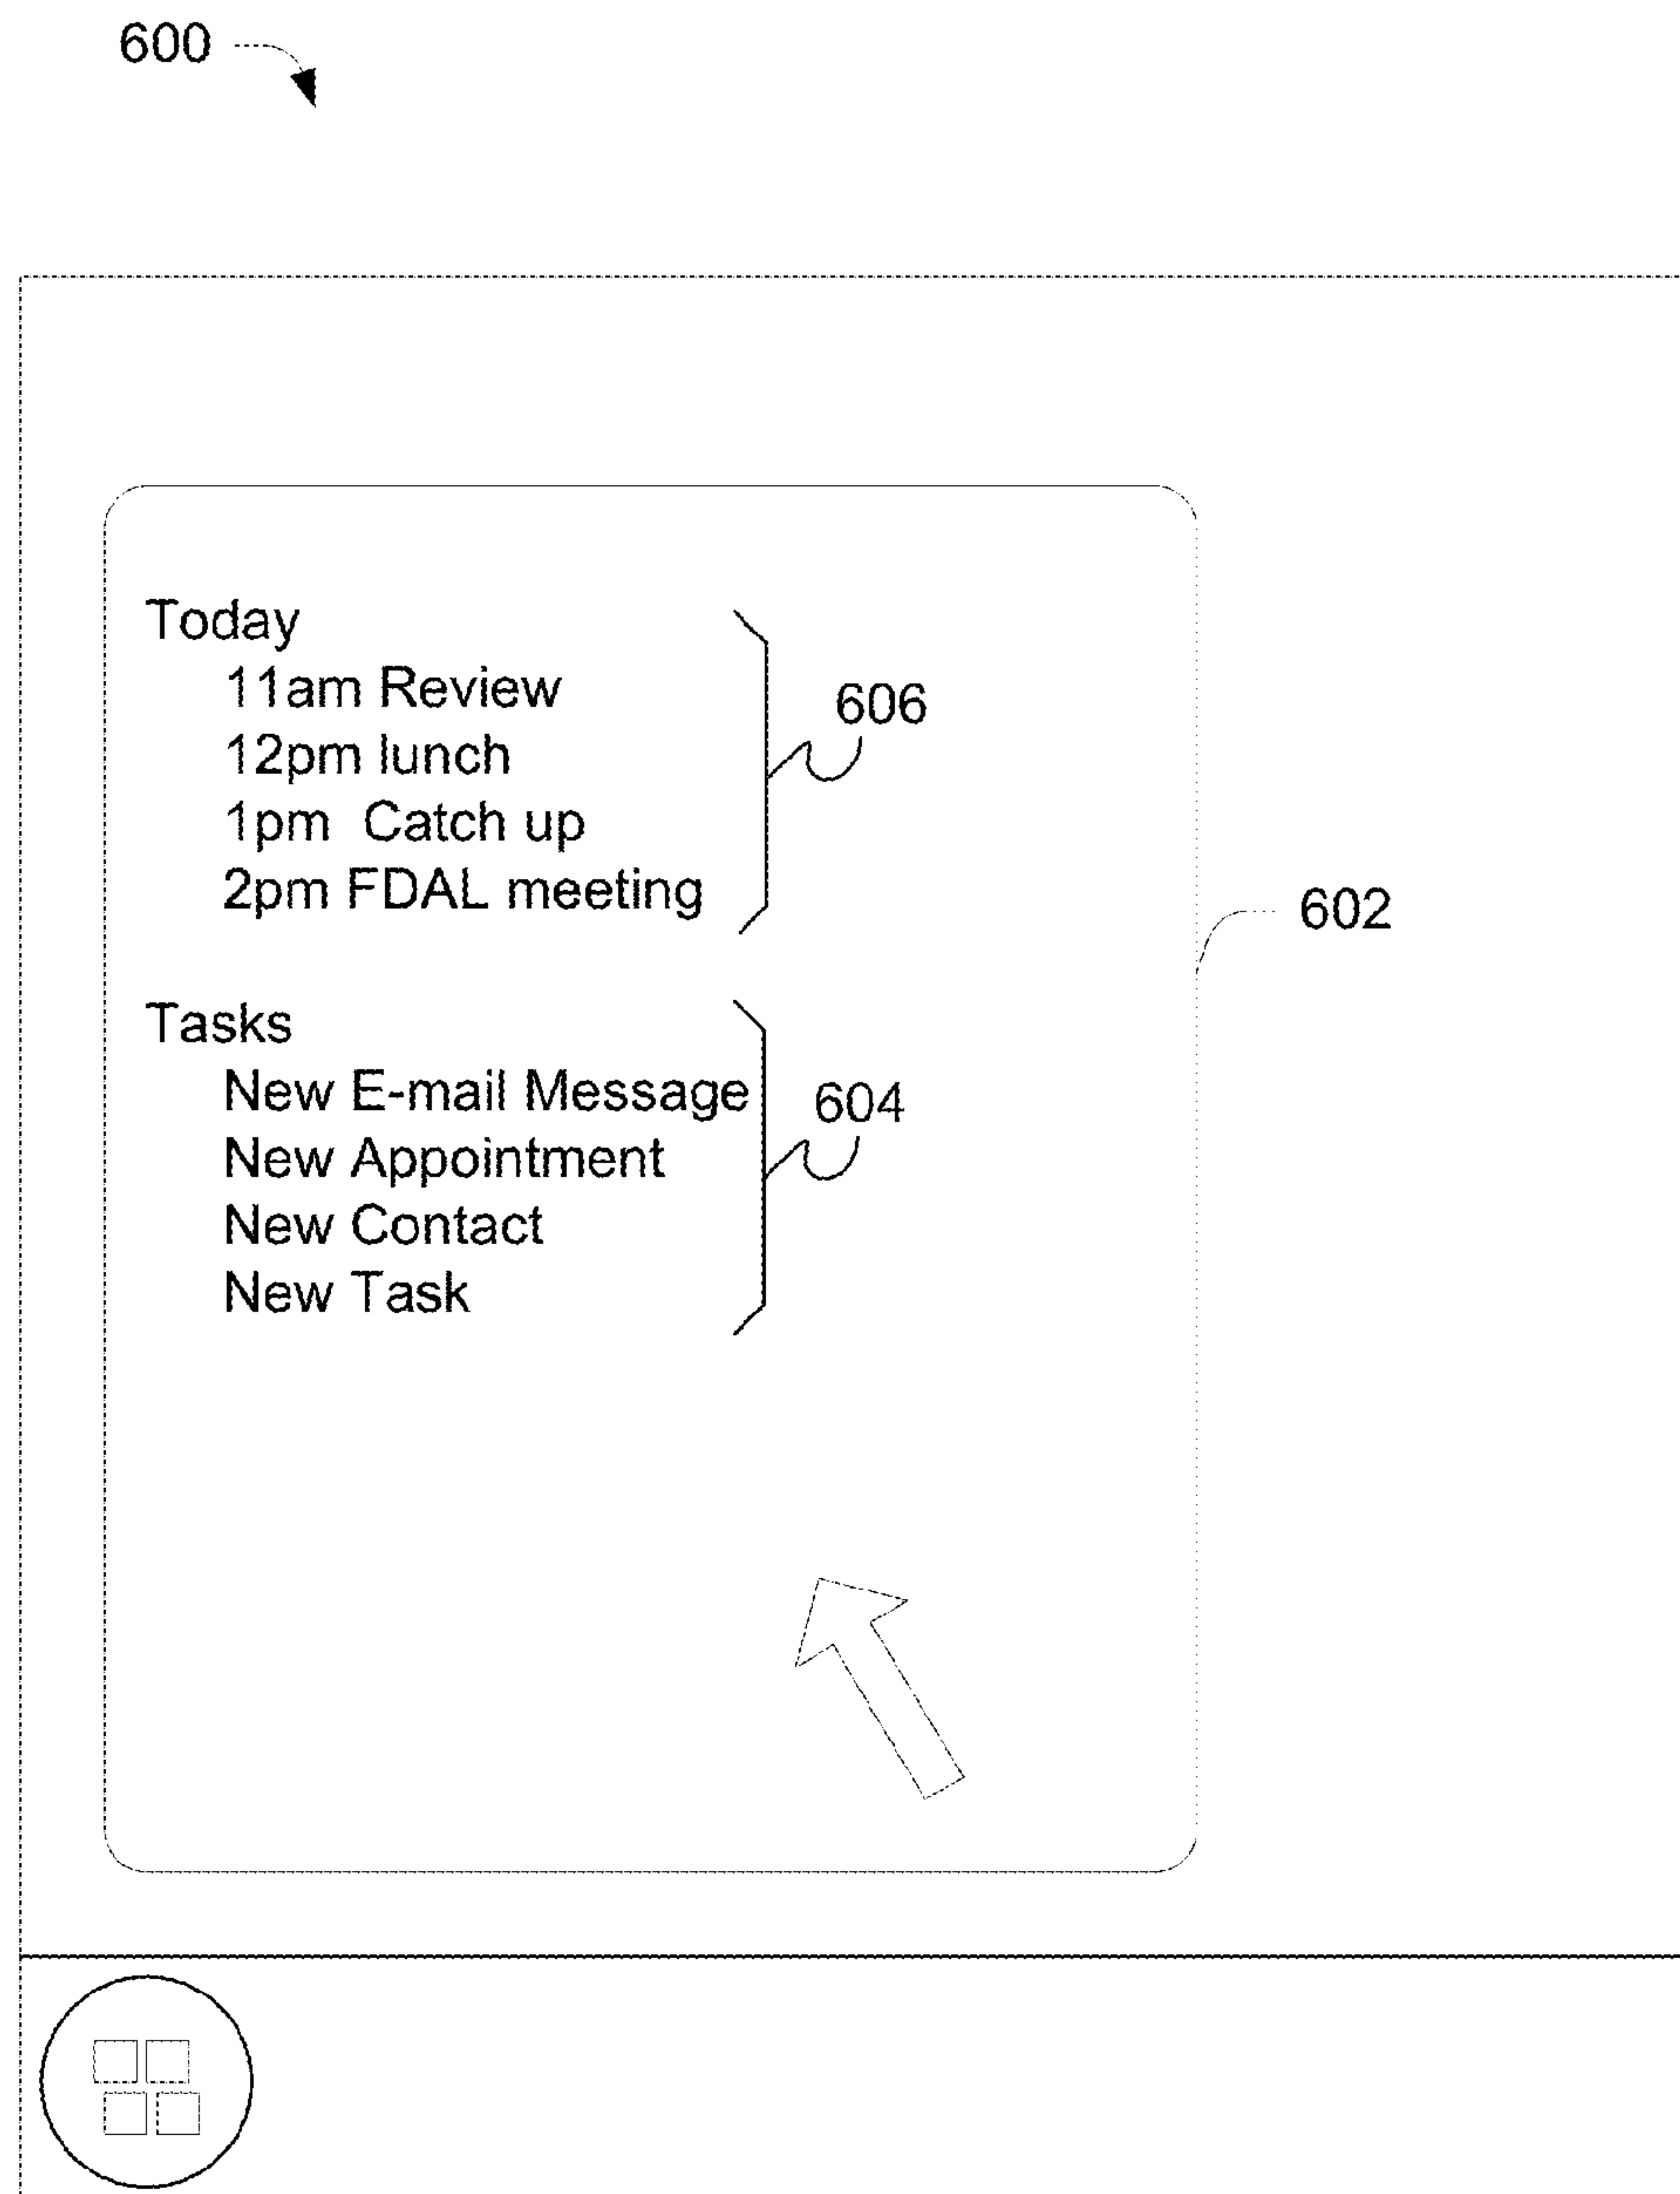 600
Today
11am Review
606
12pm lunch
1pm  Catch up
2pm FDAL meeting
602
Tasks
New E-mail Message
604
New Appointment
New Contact
New Task